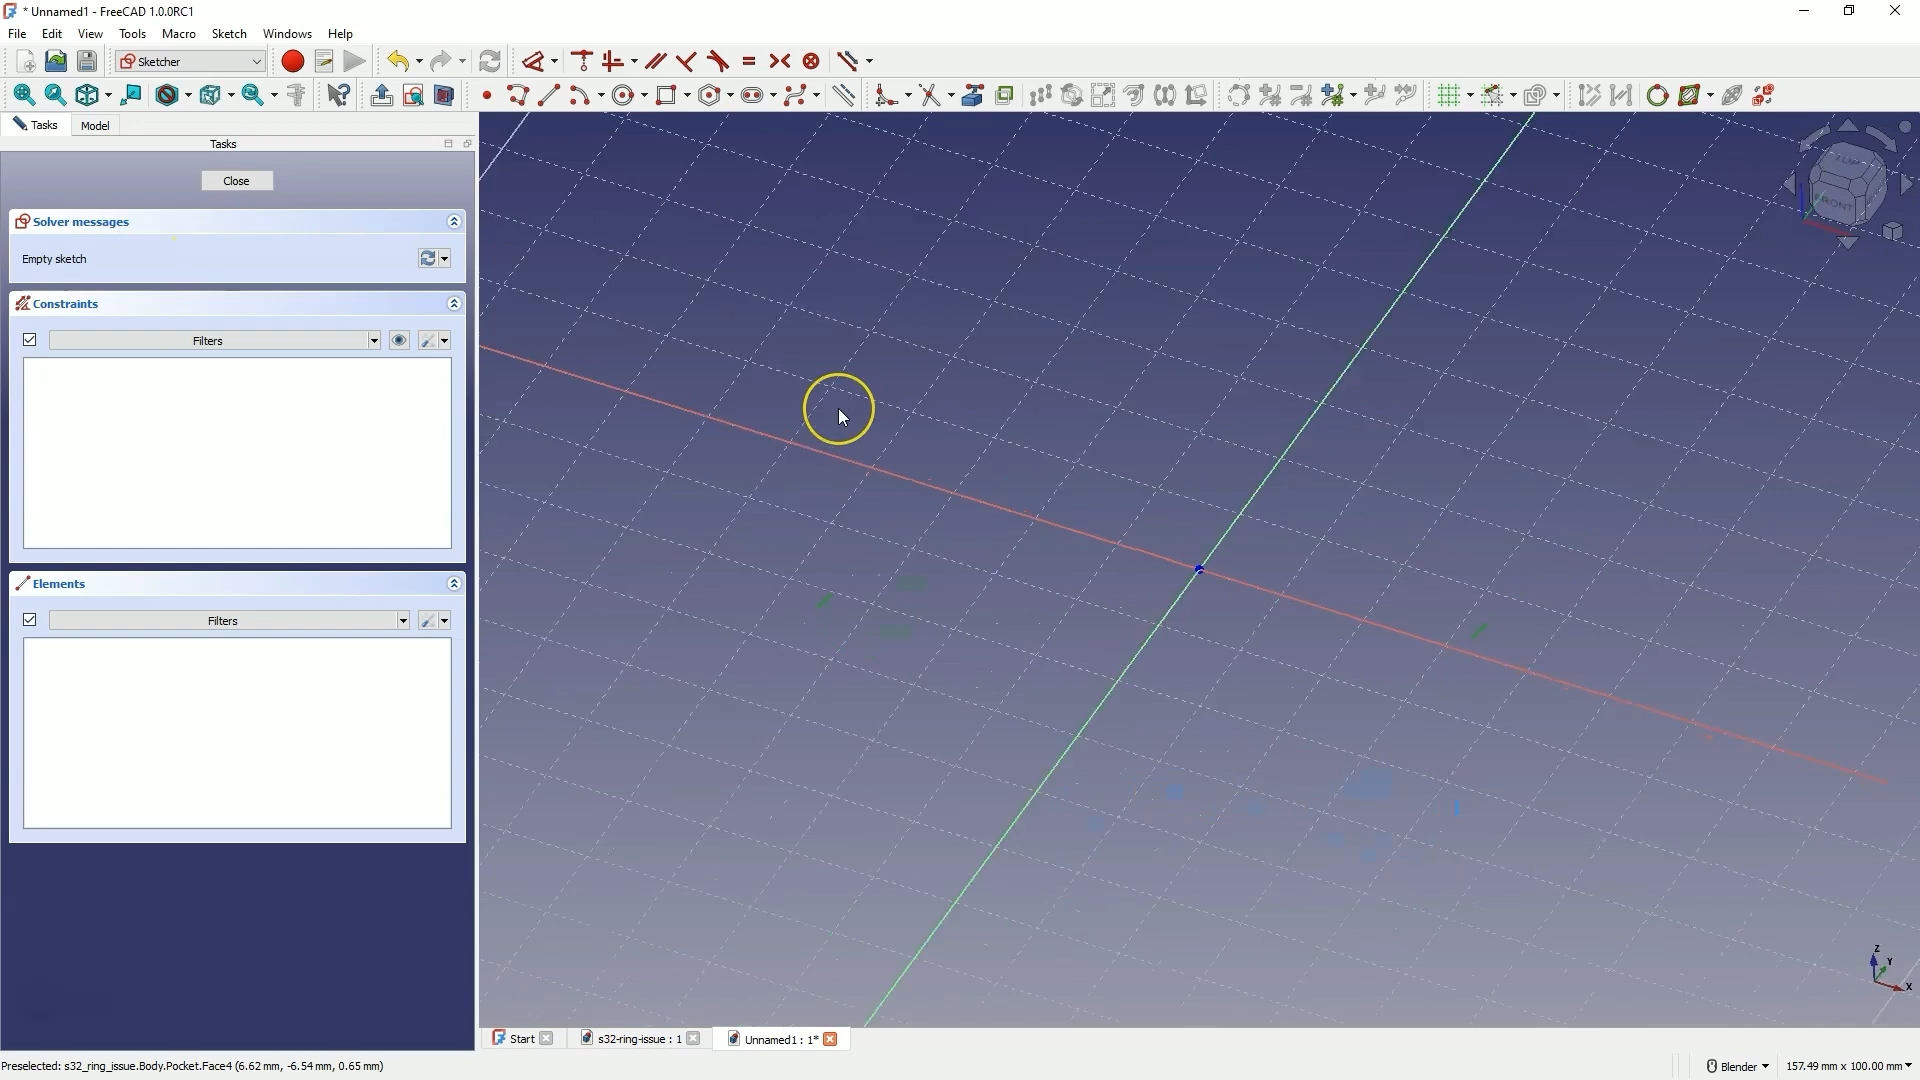 * Unnamed1 - FreeCAD 1.0.0RC1
File Edit View Tools Macro Sketch Windows Help
Sketcher
Tasks Model
Tasks
Close
Solver messages
Empty sketch
Constraints
Filters
Elements
Filters
TOP
FRONT
Z
Y
X
Start s32-ring-issue : 1 Unnamed1 : 1*
Preselected: s32_ring_issue.Body.Pocket.Face4 (6.62 mm, -6.54 mm, 0.65 mm) Blender 157.49 mm x 100.00 mm